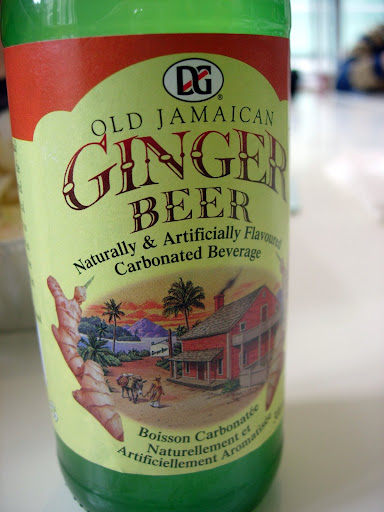 DG
OLD JAMAICAN
GINGER
BEER
Naturally & Artificially Flavoured
Carbonated Beverage
Boisson Carbonatée
Naturellement et
Artificiellement Aromatisée